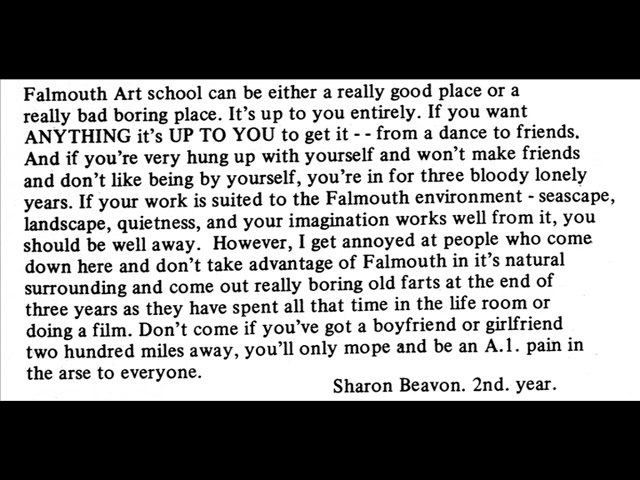 Falmouth Art school can be either a really good place or a
really bad boring place. It's up to you entirely. If you want
ANYTHING it's UP TO YOU to get it - - from a dance to friends.
And if you're very hung up with yourself and won't make friends
and don't like being by yourself, you're in for three bloody lonely
years. If your work is suited to the Falmouth environment - seascape,
landscape, quietness, and your imagination works well from it, you
should be well away. However, I get annoyed at people who come
down here and don't take advantage of Falmouth in it's natural
surrounding and come out really boring old farts at the end of
three years as they have spent all that time in the life room or
doing a film. Don't come if you've got a boyfriend or girlfriend
two hundred miles away, you'll only mope and be an A.1. pain in
the arse to everyone.
Sharon Beavon. 2nd. year.